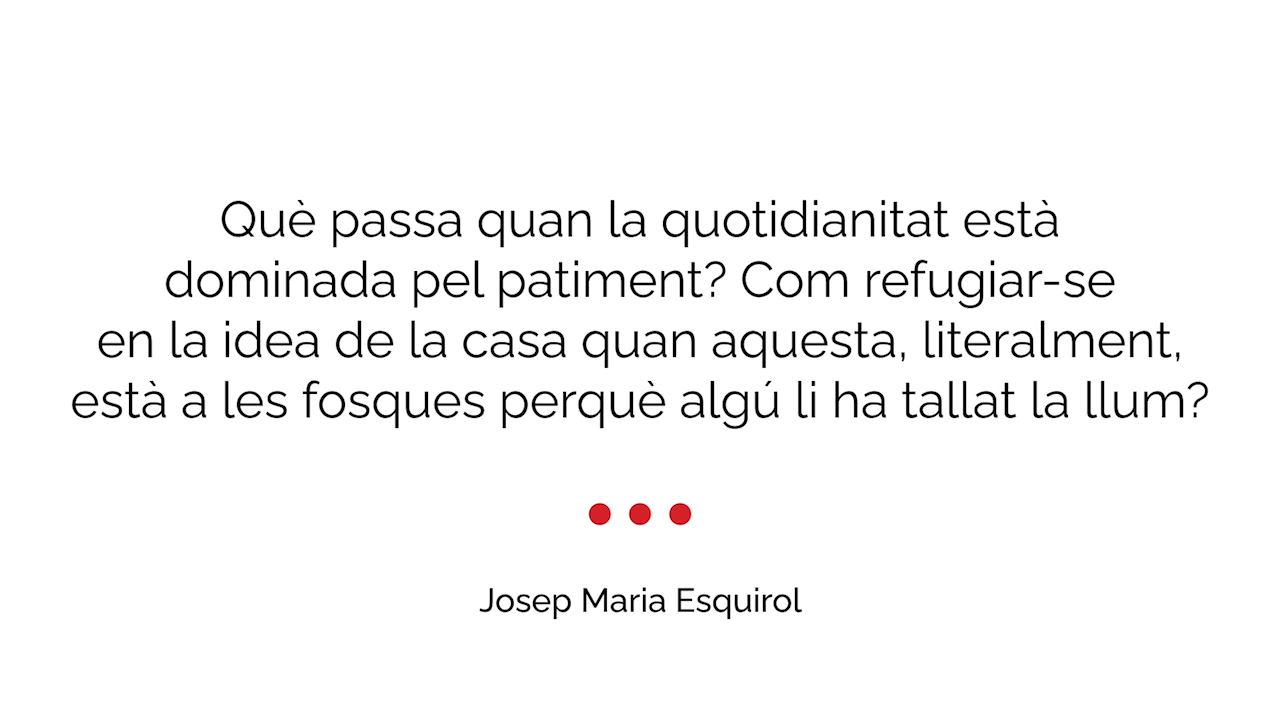 Què passa quan la quotidianitat està
dominada pel patiment? Com refugiar-se
en la idea de la casa quan aquesta, literalment,
està a les fosques perquè algú li ha tallat la llum?
Josep Maria Esquirol